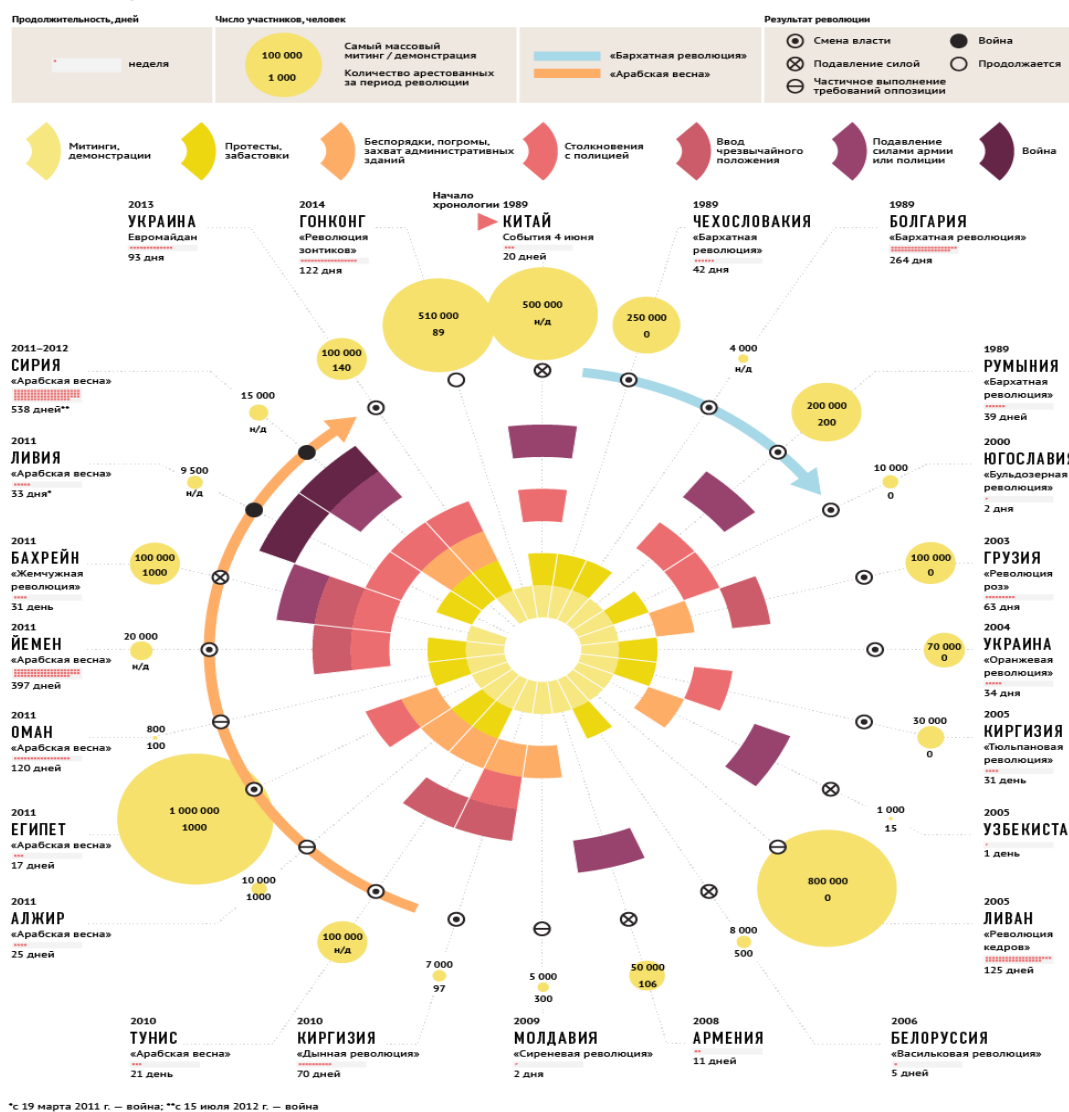 Продолжительность, дней
неделя
Число участников, человек
100 000
1 000
Самый массовый
митинг / демонстрация
Количество арестованных
за период революции
«Бархатная революция»
«Арабская весна»
Результат революции
Смена власти
Война
Подавление силой
Продолжается
Частичное выполнение
требований оппозиции
Митинги,
демонстрации
Протесты,
забастовки
Беспорядки, погромы,
захват административных
зданий
Столкновения
с полицией
Ввод
чрезвычайного
положения
Подавление
силами армии
или полиции
Война
2013
УКРАИНА
Евромайдан
93 дня
2014
ГОНКОНГ
«Революция
зонтиков»
122 дня
Начало
хронологии
1989
КИТАЙ
События 4 июня
20 дней
1989
ЧЕХОСЛОВАКИЯ
«Бархатная
революция»
42 дня
1989
БОЛГАРИЯ
«Бархатная революция»
264 дня
100 000
140
510 000
89
500 000
н/д
250 000
0
4 000
н/д
1989
РУМЫНИЯ
«Бархатная
революция»
39 дней
200 000
200
2000
ЮГОСЛАВИ
«Бульдозерная
революция»
2 дня
10 000
0
2003
ГРУЗИЯ
«Революция
роз»
63 дня
100 000
0
2004
УКРАИНА
«Оранжевая
революция»
34 дня
70 000
0
2005
КИРГИЗИЯ
«Тюльпановая
революция»
31 день
30 000
0
2005
УЗБЕКИСТА
1 день
1 000
15
2005
ЛИВАН
«Революция
кедров»
125 дней
800 000
0
2006
БЕЛОРУССИЯ
«Васильковая революция»
5 дней
8 000
500
2008
АРМЕНИЯ
11 дней
50 000
106
2009
МОЛДАВИЯ
«Сиреневая революция»
2 дня
5 000
300
2010
КИРГИЗИЯ
«Дынная революция»
70 дней
7 000
97
2010
ТУНИС
«Арабская весна»
21 день
100 000
н/д
2011
АЛЖИР
«Арабская весна»
25 дней
10 000
1000
2011
ЕГИПЕТ
«Арабская весна»
17 дней
1 000 000
1000
2011
ОМАН
«Арабская весна»
120 дней
800
100
2011
ЙЕМЕН
«Арабская весна»
397 дней
20 000
н/д
2011
БАХРЕЙН
«Жемчужная
революция»
31 день
100 000
1000
2011
ЛИВИЯ
«Арабская весна»
33 дня*
9 500
н/д
2011–2012
СИРИЯ
«Арабская весна»
538 дней**
15 000
н/д
*с 19 марта 2011 г. — война; **с 15 июля 2012 г. — война